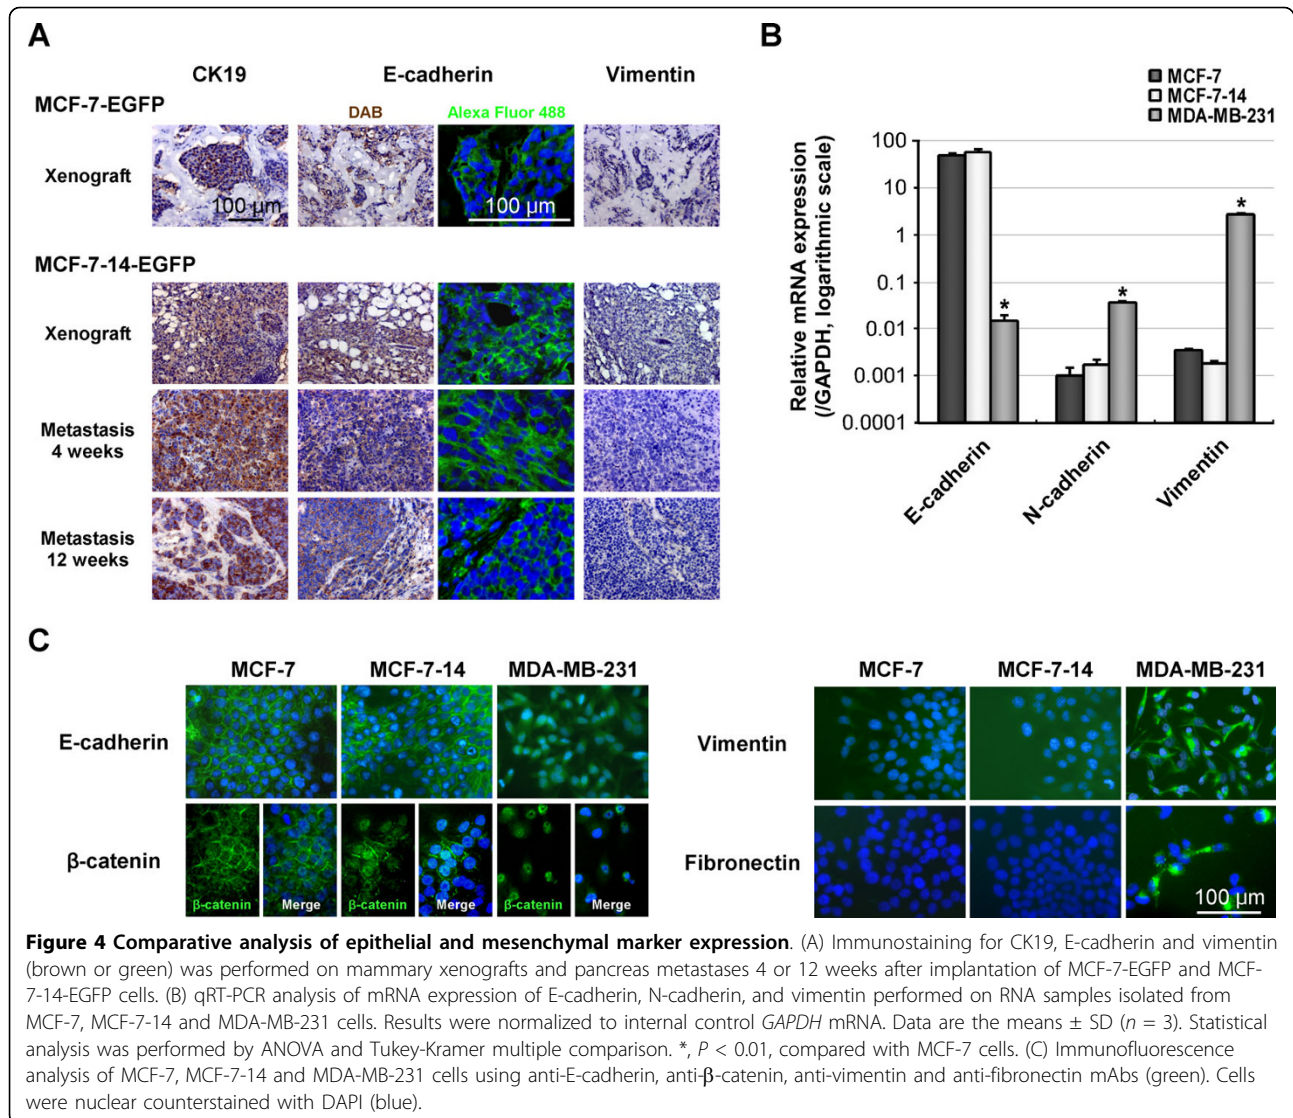 A
CK19 E-cadherin Vimentin
MCF-7-EGFP
DAB Alexa Fluor 488
Xenograft
100 μm 100 μm
MCF-7-14-EGFP
Xenograft
Metastasis
4 weeks
Metastasis
12 weeks
B
MCF-7
MCF-7-14
MDA-MB-231
Relative mRNA expression
(/GAPDH, logarithmic scale)
100
10
1
0.1
0.01
0.001
0.0001
* * *
E-cadherin
N-cadherin
Vimentin
C
MCF-7 MCF-7-14 MDA-MB-231
E-cadherin
β-catenin
β-catenin Merge β-catenin Merge β-catenin Merge
MCF-7 MCF-7-14 MDA-MB-231
Vimentin
Fibronectin
100 μm
Figure 4 Comparative analysis of epithelial and mesenchymal marker expression. (A) Immunostaining for CK19, E-cadherin and vimentin
(brown or green) was performed on mammary xenografts and pancreas metastases 4 or 12 weeks after implantation of MCF-7-EGFP and MCF-
7-14-EGFP cells. (B) qRT-PCR analysis of mRNA expression of E-cadherin, N-cadherin, and vimentin performed on RNA samples isolated from
MCF-7, MCF-7-14 and MDA-MB-231 cells. Results were normalized to internal control GAPDH mRNA. Data are the means ± SD (n = 3). Statistical
analysis was performed by ANOVA and Tukey-Kramer multiple comparison. *, P < 0.01, compared with MCF-7 cells. (C) Immunofluorescence
analysis of MCF-7, MCF-7-14 and MDA-MB-231 cells using anti-E-cadherin, anti-β-catenin, anti-vimentin and anti-fibronectin mAbs (green). Cells
were nuclear counterstained with DAPI (blue).